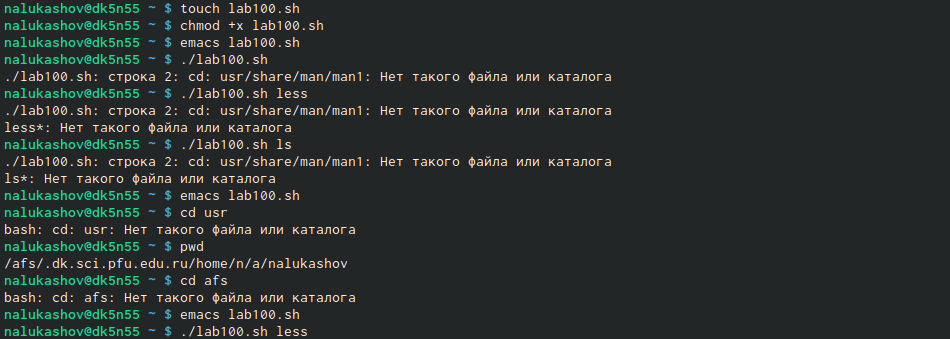 nalukashov@dk5n55 ~ $ touch lab100.sh
nalukashov@dk5n55 ~ $ chmod +x lab100.sh
nalukashov@dk5n55 ~ $ emacs lab100.sh
nalukashov@dk5n55 ~ $ ./lab100.sh
./lab100.sh: строка 2: cd: usr/share/man/man1: Нет такого файла или каталога
nalukashov@dk5n55 ~ $ ./lab100.sh less
./lab100.sh: строка 2: cd: usr/share/man/man1: Нет такого файла или каталога
less*: Нет такого файла или каталога
nalukashov@dk5n55 ~ $ ./lab100.sh ls
./lab100.sh: строка 2: cd: usr/share/man/man1: Нет такого файла или каталога
ls*: Нет такого файла или каталога
nalukashov@dk5n55 ~ $ emacs lab100.sh
nalukashov@dk5n55 ~ $ cd usr
bash: cd: usr: Нет такого файла или каталога
nalukashov@dk5n55 ~ $ pwd
/afs/.dk.sci.pfu.edu.ru/home/n/a/nalukashov
nalukashov@dk5n55 ~ $ cd afs
bash: cd: afs: Нет такого файла или каталога
nalukashov@dk5n55 ~ $ emacs lab100.sh
nalukashov@dk5n55 ~ $ ./lab100.sh less